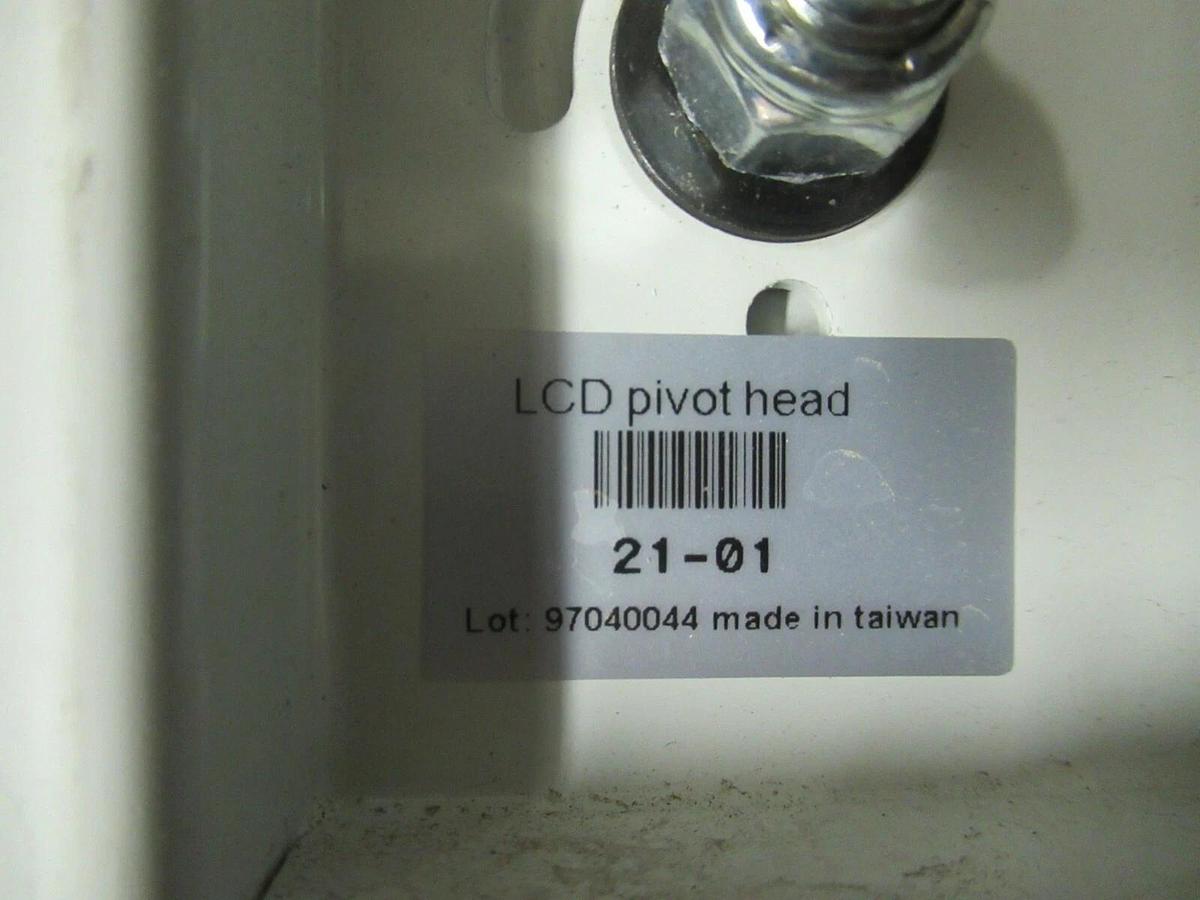 LCD pivot head
21-01
Lot: 97040044 made in taiwan